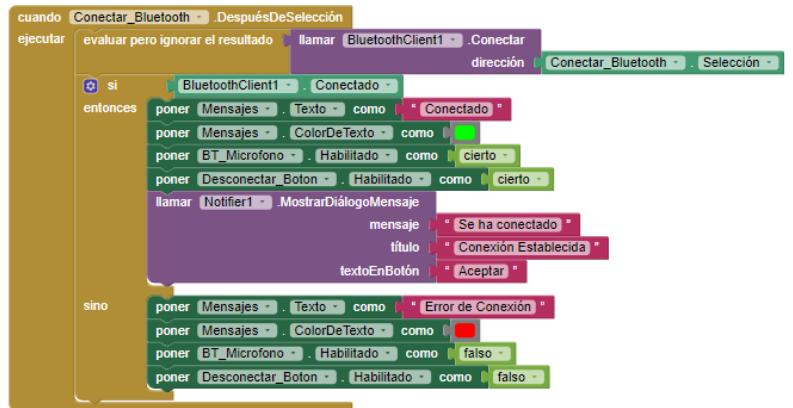 cuando Conectar_Bluetooth .DespuésDeSelección
ejecutar evaluar pero ignorar el resultado llamar BluetoothClient1 .Conectar
dirección Conectar_Bluetooth . Selección
si BluetoothClient1 . Conectado
entonces poner Mensajes . Texto como " Conectado "
poner Mensajes . ColorDeTexto como
poner BT_Microfono . Habilitado como cierto
poner Desconectar_Boton . Habilitado como cierto
llamar Notifier1 .MostrarDiálogoMensaje
mensaje " Se ha conectado "
título " Conexión Establecida "
textoEnBotón " Aceptar "
sino poner Mensajes . Texto como " Error de Conexión "
poner Mensajes . ColorDeTexto como
poner BT_Microfono . Habilitado como falso
poner Desconectar_Boton . Habilitado como falso